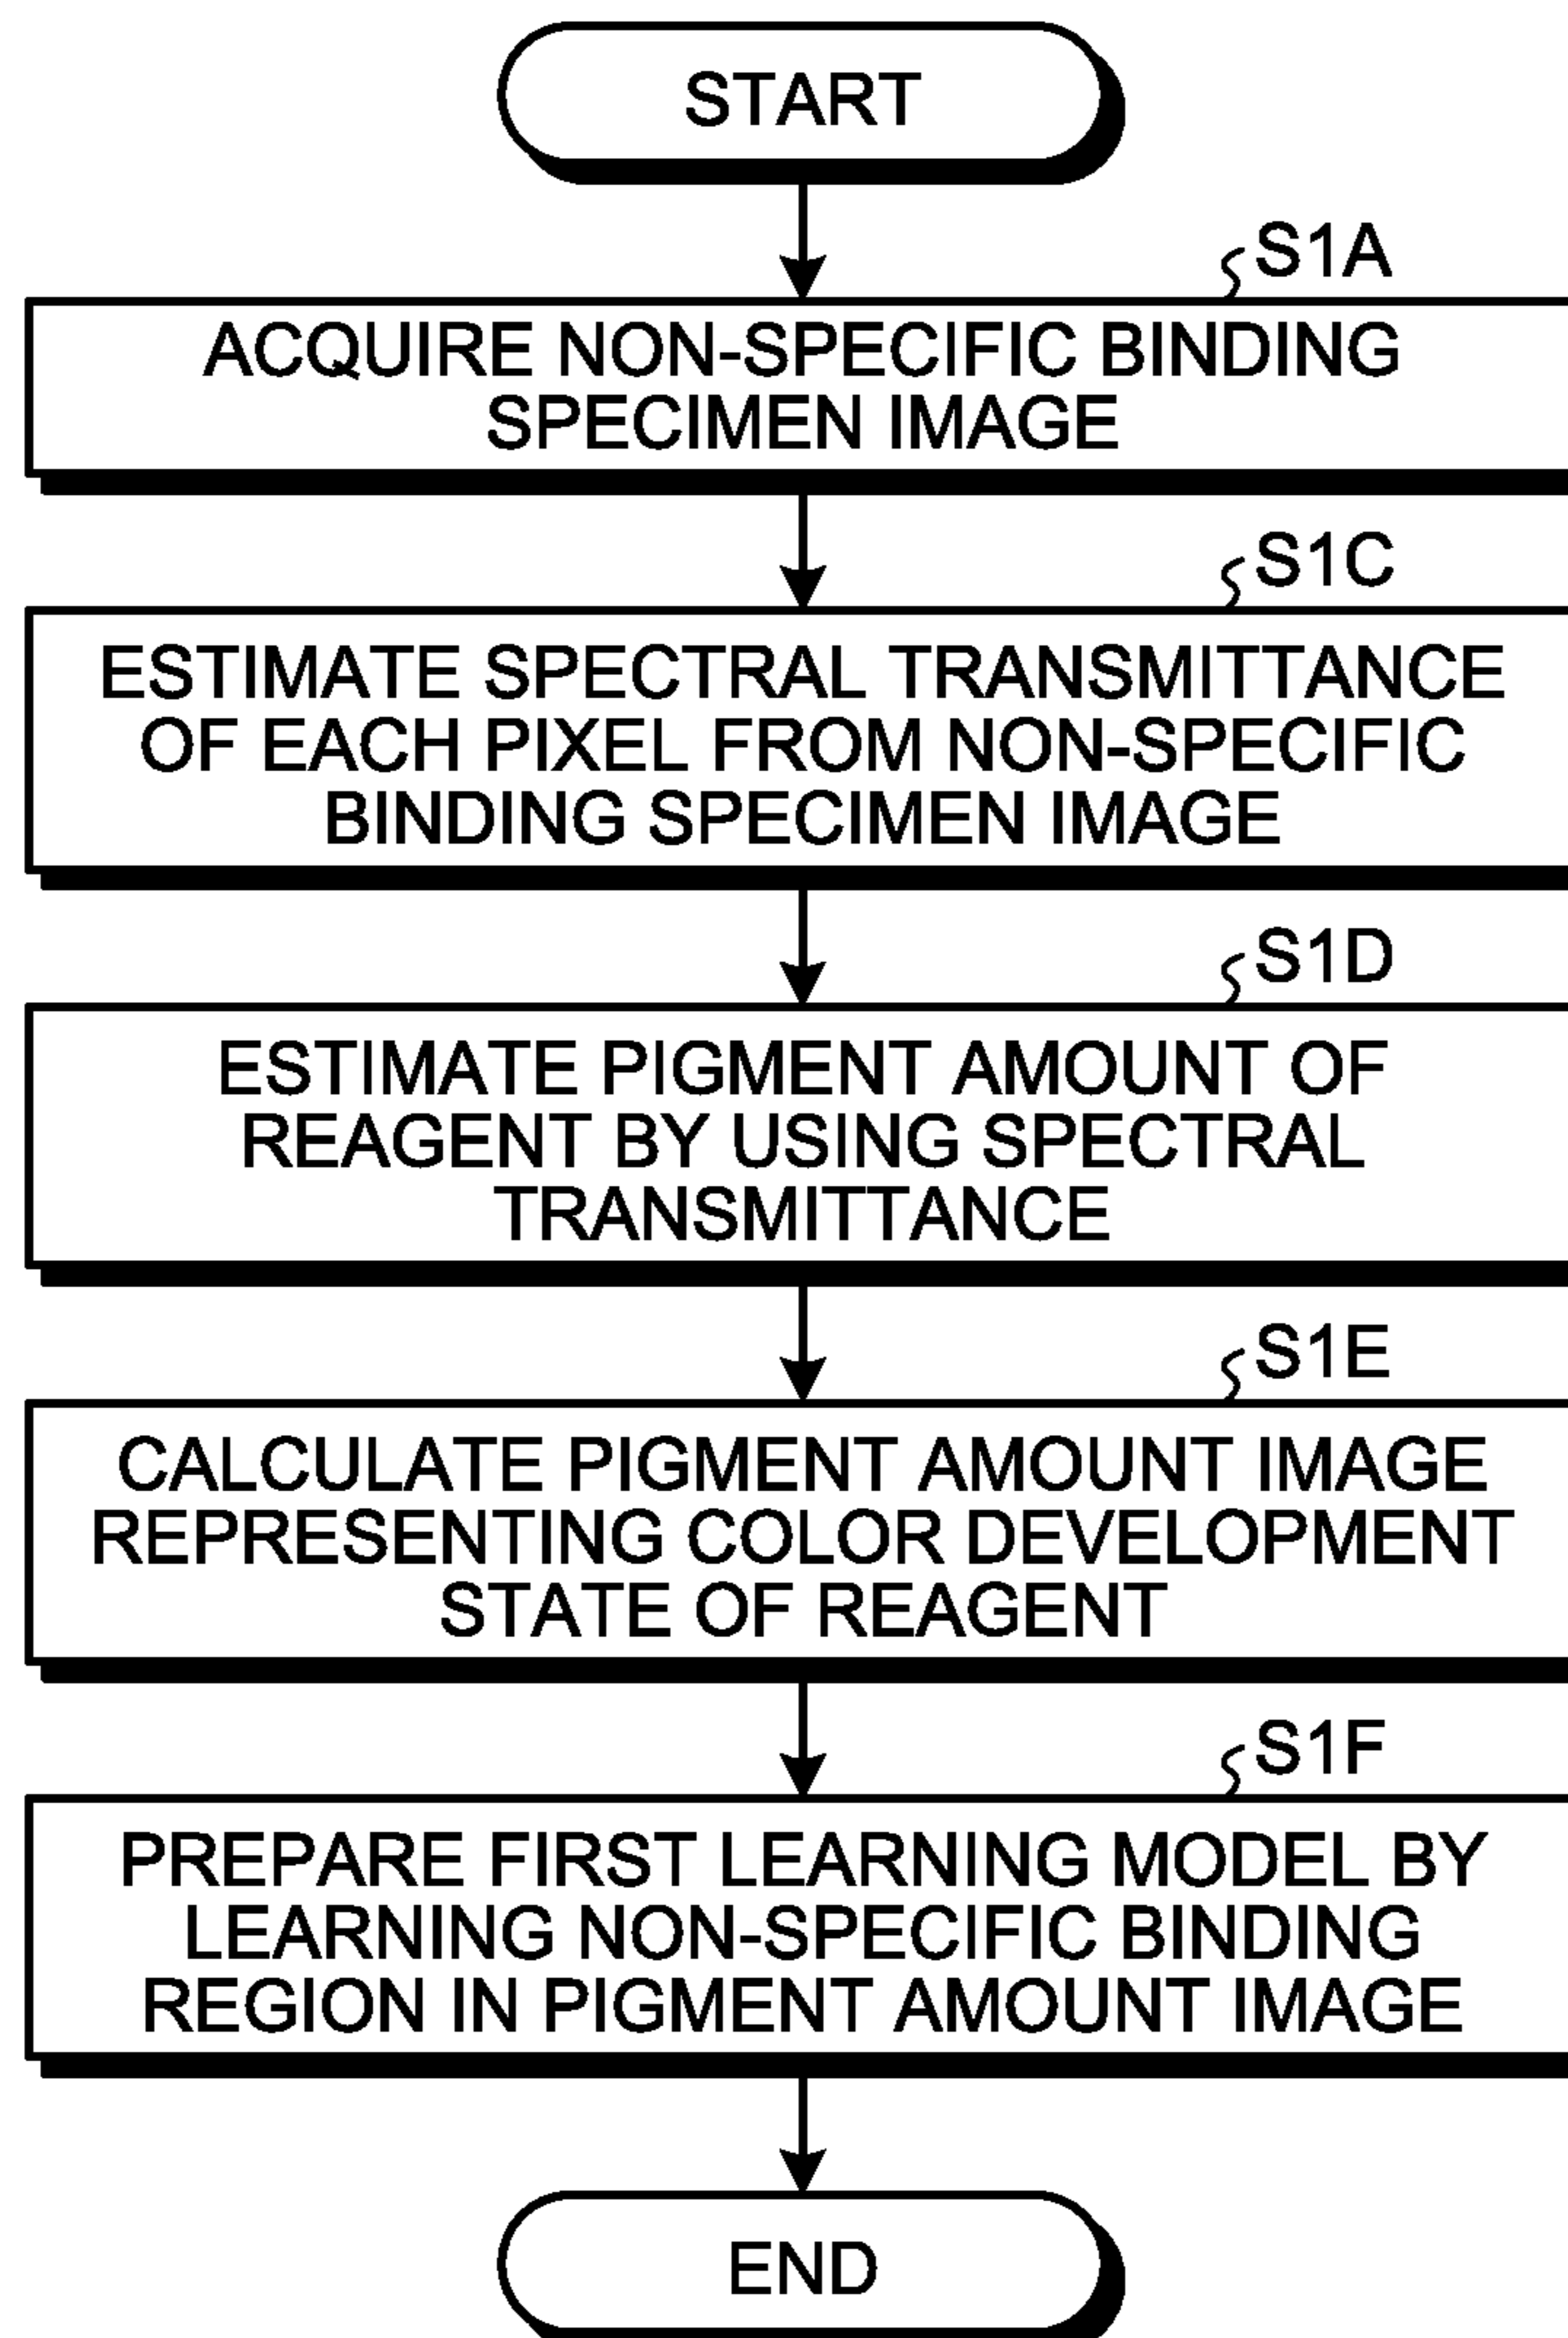 START
S1A
ACQUIRE NON-SPECIFIC BINDING
SPECIMEN IMAGE
S1C
ESTIMATE SPECTRAL TRANSMITTANCE
OF EACH PIXEL FROM NON-SPECIFIC
BINDING SPECIMEN IMAGE
S1D
ESTIMATE PIGMENT AMOUNT OF
REAGENT BY USING SPECTRAL
TRANSMITTANCE
S1E
CALCULATE PIGMENT AMOUNT IMAGE
REPRESENTING COLOR DEVELOPMENT
STATE OF REAGENT
S1F
PREPARE FIRST LEARNING MODEL BY
LEARNING NON-SPECIFIC BINDING
REGION IN PIGMENT AMOUNT IMAGE
END